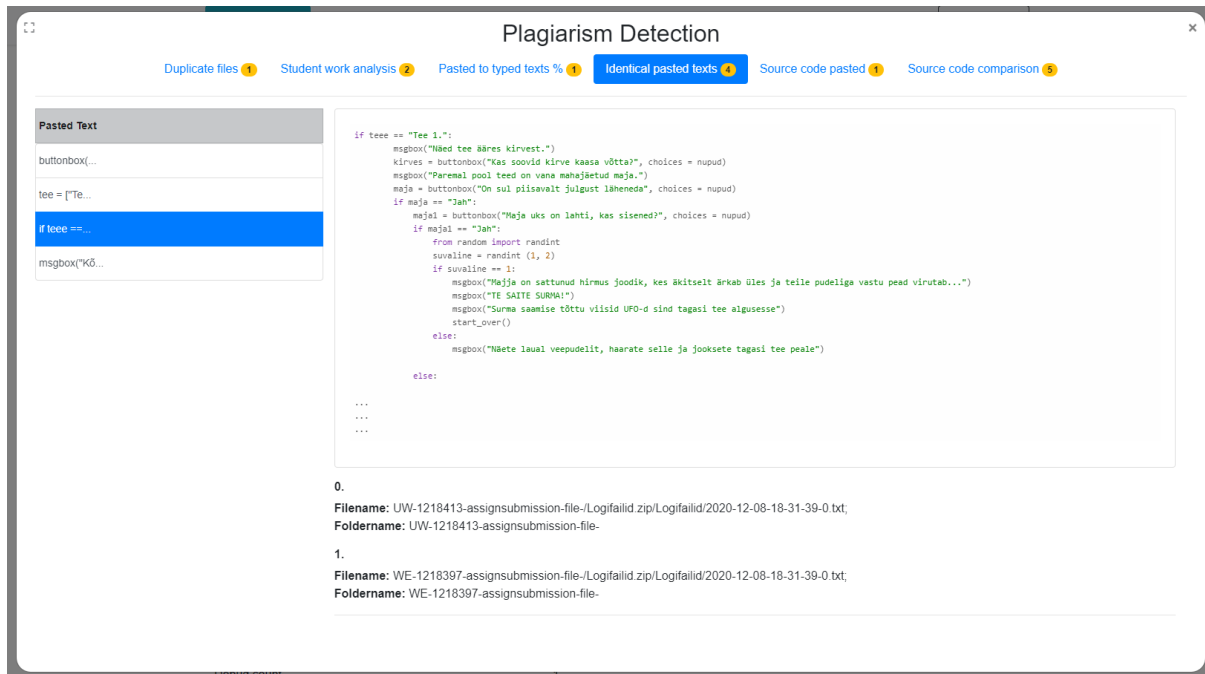 Plagiarism Detection
×
Duplicate files 1 Student work analysis 2 Pasted to typed texts % 1 Identical pasted texts 4 Source code pasted 1 Source code comparison 5
Pasted Text
buttonbox(...
tee = ["Te...
if teee ==...
msgbox("Kõ...
if teee == "Tee 1.":
msgbox("Näed tee ääres kirvest.")
kirves = buttonbox("Kas soovid kirve kaasa võtta?", choices = nupud)
msgbox("Paremal pool teed on vana mahajäetud maja.")
maja = buttonbox("On sul piisavalt julgust läheneda", choices = nupud)
if maja == "Jah":
maja1 = buttonbox("Maja uks on lahti, kas sisened?", choices = nupud)
if maja1 == "Jah":
from random import randint
suvaline = randint (1, 2)
if suvaline == 1:
msgbox("Majja on sattunud hirmus joodik, kes äkitselt ärkab üles ja teile pudeliga vastu pead virutab...")
msgbox("TE SAITE SURMA!")
msgbox("Surma saamise tõttu viisid UFO-d sind tagasi tee algusesse")
start_over()
else:
msgbox("Näete laual veepudelit, haarate selle ja jooksete tagasi tee peale")
else:
...
...
...
0.
Filename: UW-1218413-assignsubmission-file-/Logifailid.zip/Logifailid/2020-12-08-18-31-39-0.txt;
Foldername: UW-1218413-assignsubmission-file-
1.
Filename: WE-1218397-assignsubmission-file-/Logifailid.zip/Logifailid/2020-12-08-18-31-39-0.txt;
Foldername: WE-1218397-assignsubmission-file-